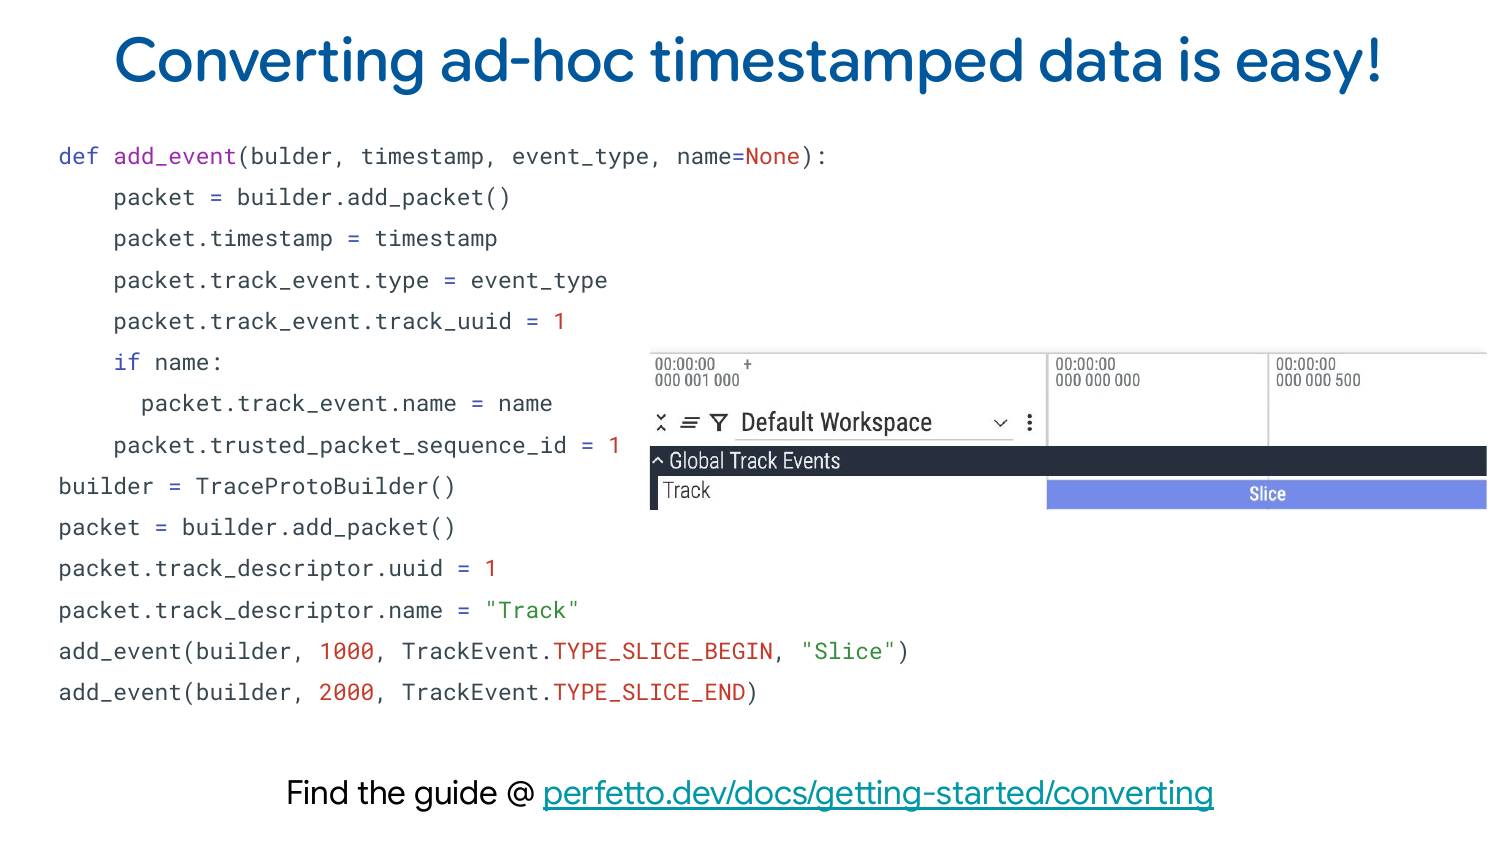 Converting ad-hoc timestamped data is easy!
def add_event(bulder, timestamp, event_type, name=None):
    packet = builder.add_packet()
    packet.timestamp = timestamp
    packet.track_event.type = event_type
    packet.track_event.track_uuid = 1
    if name:
      packet.track_event.name = name
    packet.trusted_packet_sequence_id = 1
builder = TraceProtoBuilder()
packet = builder.add_packet()
packet.track_descriptor.uuid = 1
packet.track_descriptor.name = "Track"
add_event(builder, 1000, TrackEvent.TYPE_SLICE_BEGIN, "Slice")
add_event(builder, 2000, TrackEvent.TYPE_SLICE_END)
00:00:00 + 00:00:00 00:00:00
000 001 000 000 000 000 000 000 500
Default Workspace
Global Track Events
Track Slice
Find the guide @ perfetto.dev/docs/getting-started/converting